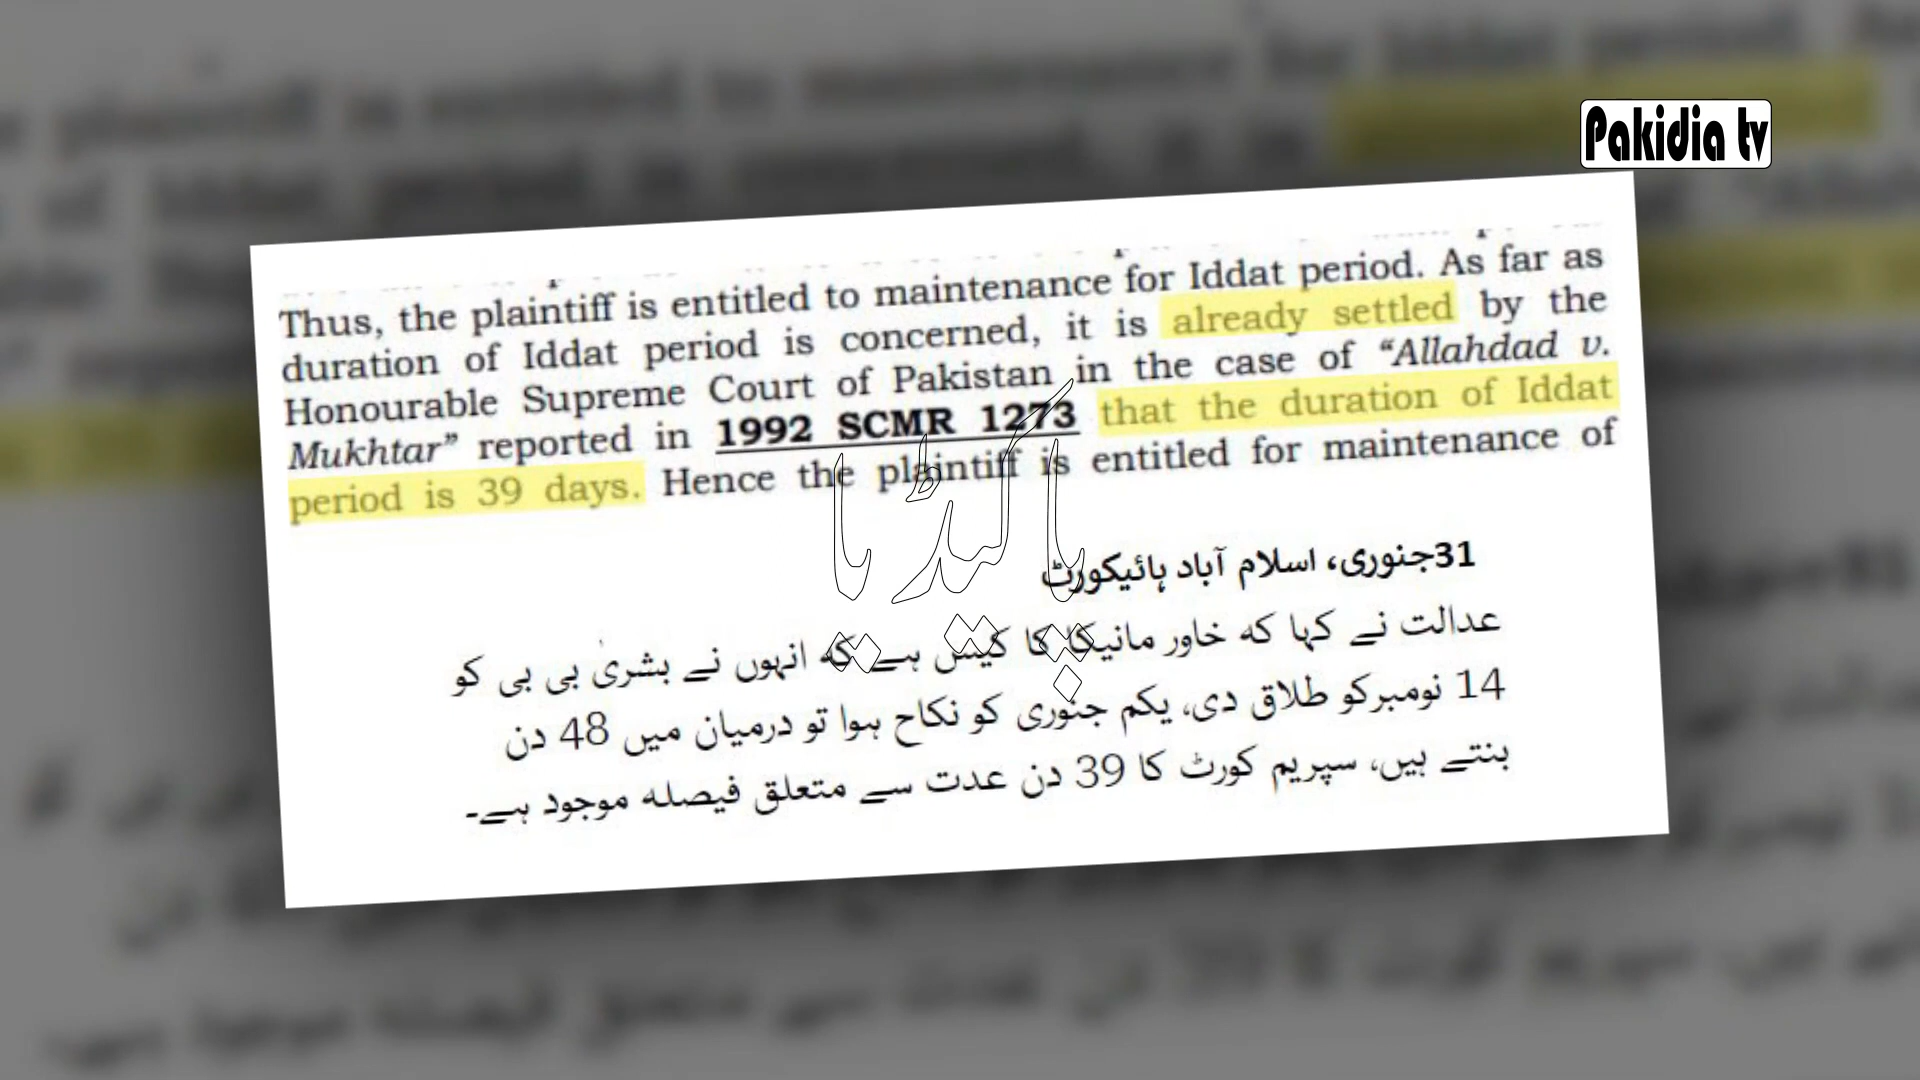 Pakidia tv
Thus, the plaintiff is entitled to maintenance for Iddat period. As far as
duration of Iddat period is concerned, it is already settled by the
Honourable Supreme Court of Pakistan in the case of “Allahdad v.
Mukhtar” reported in 1992 SCMR 1273 that the duration of Iddat
period is 39 days. Hence the plaintiff is entitled for maintenance of
پاکیڈیا
31جنوری، اسلام آباد ہائیکورٹ
عدالت نے کہا کہ خاور مانیکا کا کیس ہے کہ انہوں نے بشریٰ بی بی کو
14 نومبرکو طلاق دی، یکم جنوری کو نکاح ہوا تو درمیان میں 48 دن
بنتے ہیں، سپریم کورٹ کا 39 دن عدت سے متعلق فیصلہ موجود ہے۔